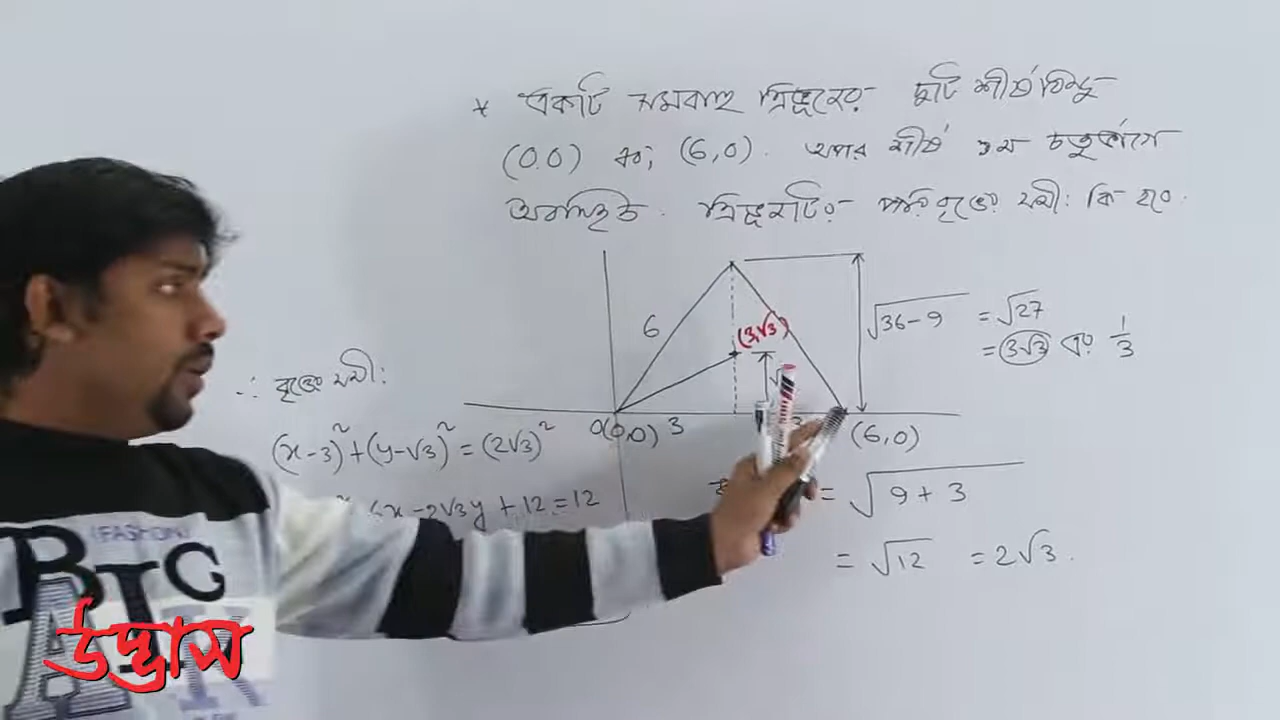 * একটি সমবাহু ত্রিভুজের দুটি শীর্ষ বিন্দু
(0,0) এবং (6,0). অপর শীর্ষ ১ম চতুর্ভাগে
অবস্থিত. ত্রিভুজটির পরিবৃত্তের সমী: কি হবে.
6
(3,√3)
√36-9 = √27
= 3√3 এর 1/3
∴ বৃত্তের সমী:
0(0,0) 3
(6,0)
(x-3)² + (y-√3)² = (2√3)²
6x - 2√3y + 12 = 12
= √9 + 3
= √12 = 2√3.
FASHION
BIG
উদ্ভাস